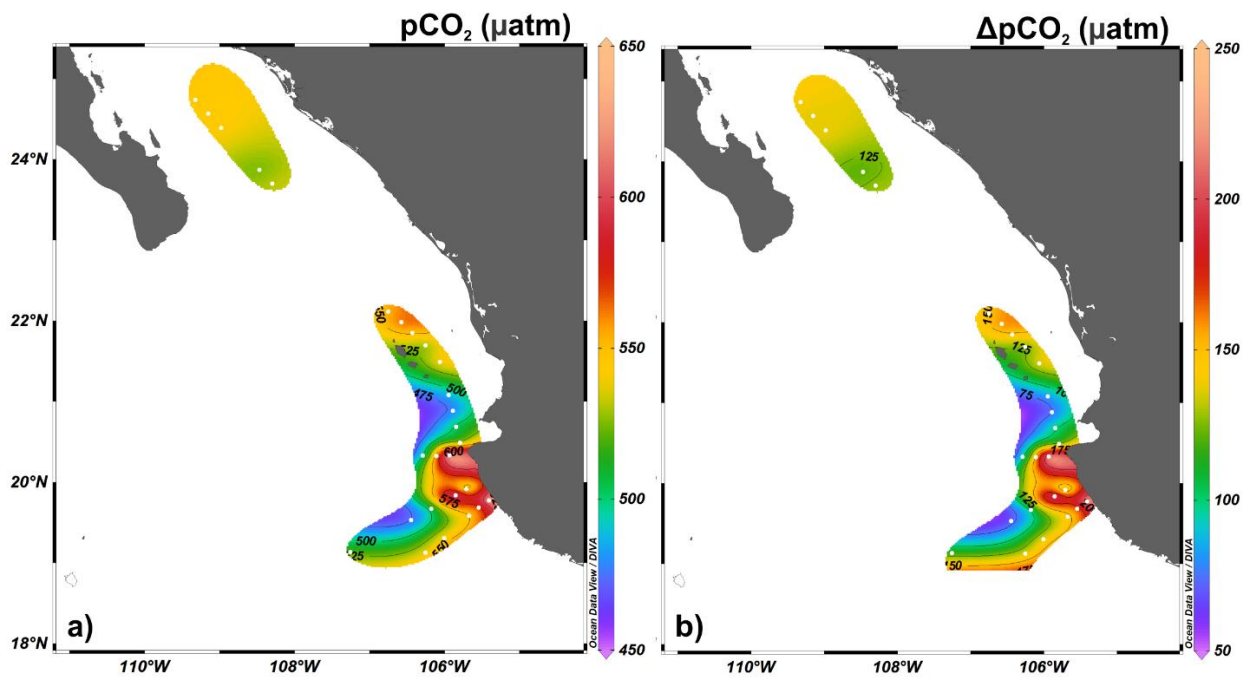 pCO₂ (µatm)
650
600
550
500
450
24°N
22°N
20°N
18°N
110°W
108°W
106°W
525
475
500
600
575
500
550
a)
Ocean Data View / DIVA
ΔpCO₂ (µatm)
250
200
150
100
50
110°W
108°W
106°W
125
150
125
75
175
125
150
b)
Ocean Data View / DIVA